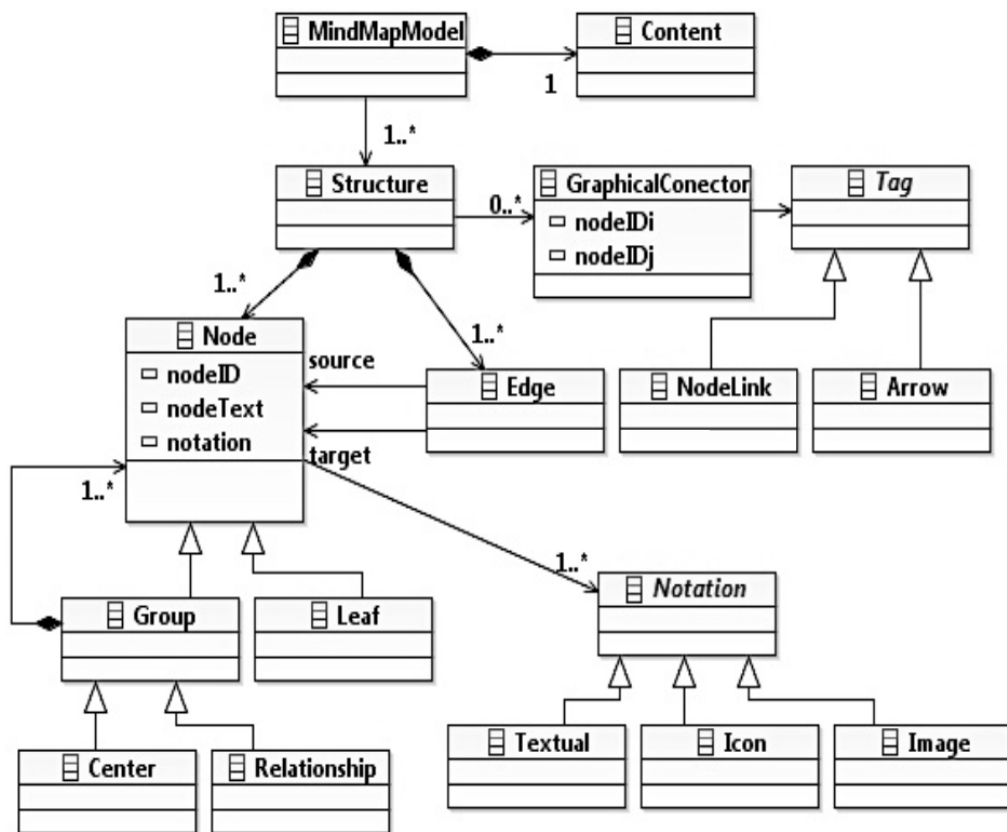 MindMapModel
Content
1
1..*
Structure
GraphicalConector
Tag
0..*
nodeIDi
nodeIDj
1..*
Node
1..*
source
nodeID
Edge
NodeLink
Arrow
nodeText
notation
target
1..*
1..*
Notation
Group
Leaf
Textual
Icon
Image
Center
Relationship